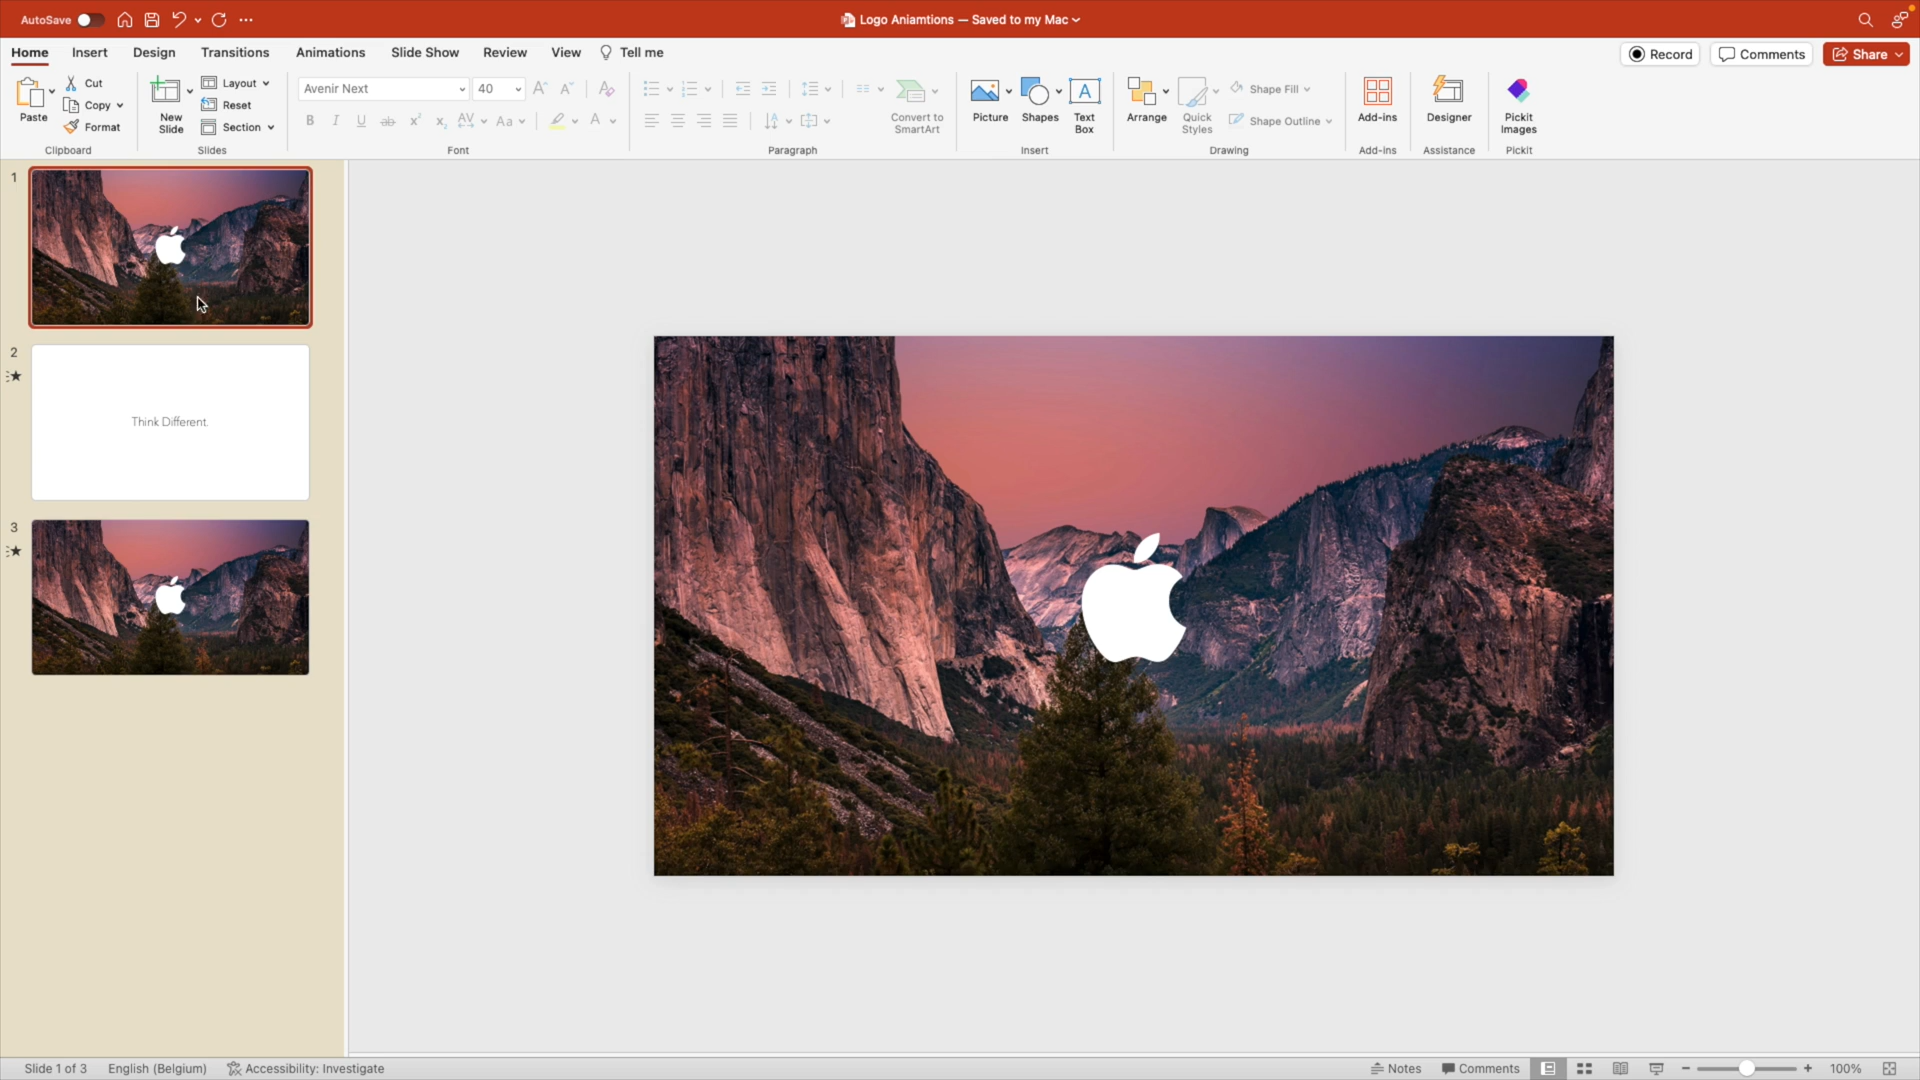 AutoSave
Logo Aniamtions — Saved to my Mac
Home Insert Design Transitions Animations Slide Show Review View Tell me
Record Comments Share
Paste
Cut
Copy
Format
Clipboard
New Slide
Layout
Reset
Section
Slides
Avenir Next 40
Font
Convert to SmartArt
Paragraph
Picture
Shapes
Text Box
Insert
Arrange
Quick Styles
Shape Fill
Shape Outline
Drawing
Add-ins
Add-ins
Designer
Assistance
Pickit Images
Pickit
1
2
Think Different.
3
Slide 1 of 3 English (Belgium) Accessibility: Investigate
Notes Comments 100%